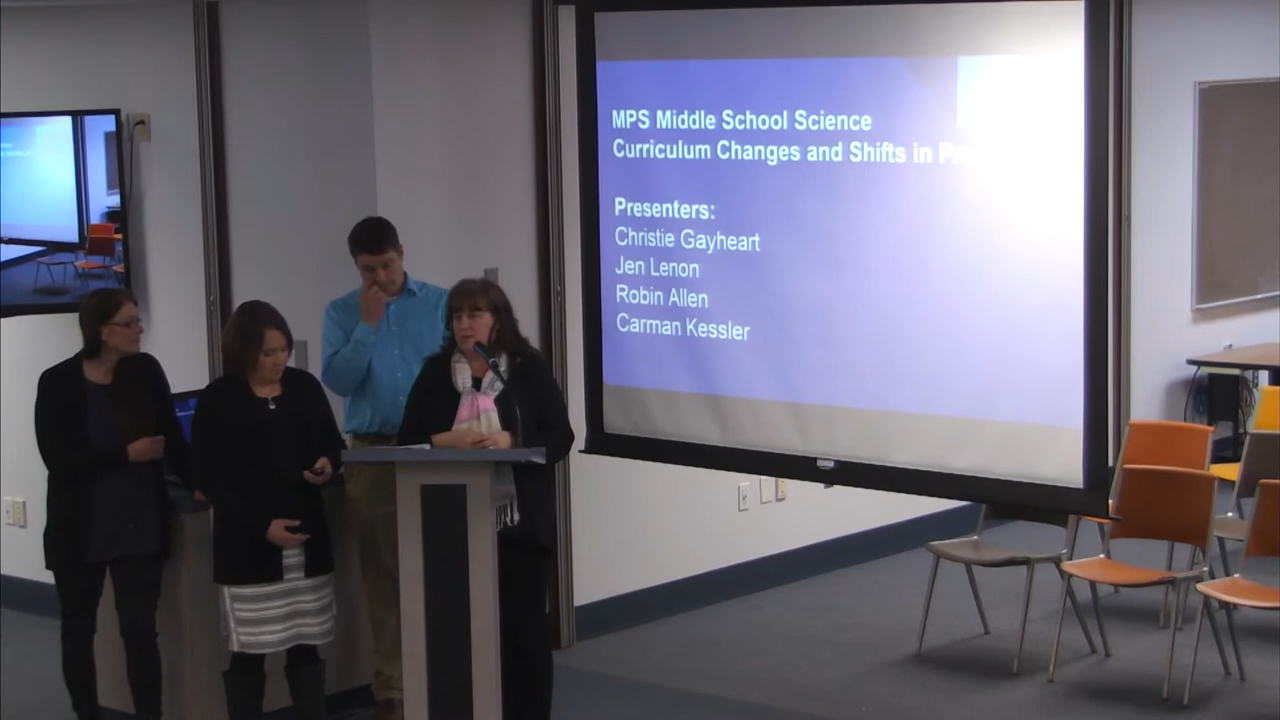 MPS Middle School Science
Curriculum Changes and Shifts in
Presenters:
Christie Gayheart
Jen Lenon
Robin Allen
Carman Kessler